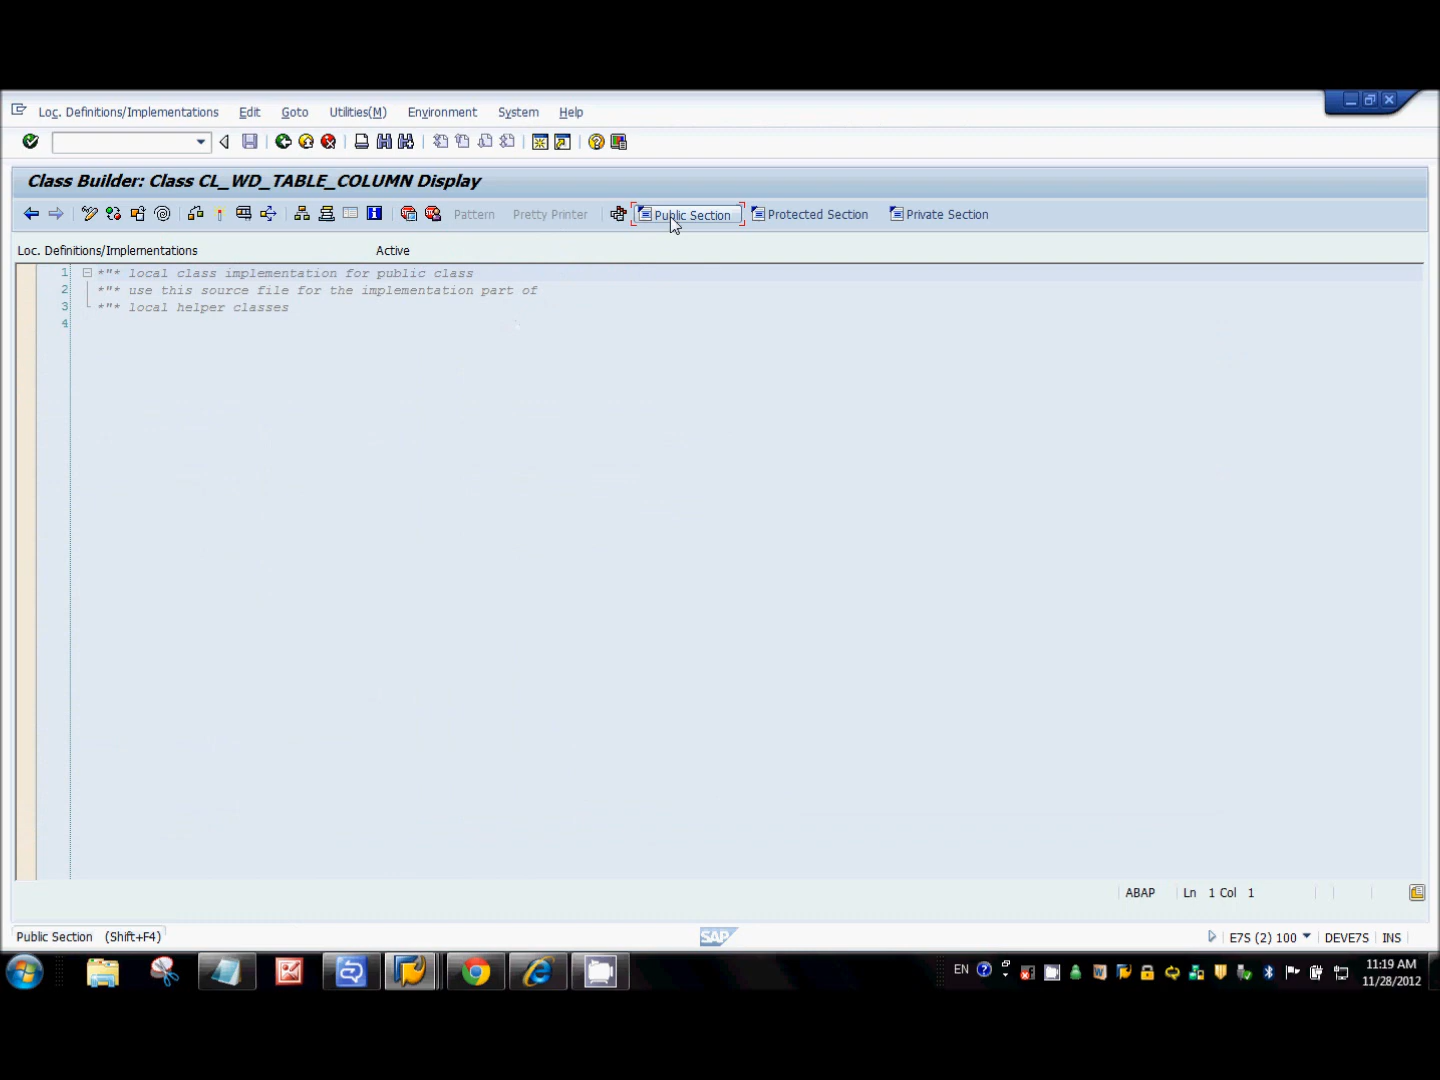 Loc. Definitions/Implementations Edit Goto Utilities(M) Environment System Help
Class Builder: Class CL_WD_TABLE_COLUMN Display
Pattern Pretty Printer Public Section Protected Section Private Section
Loc. Definitions/Implementations Active
1 *"* local class implementation for public class
2 *"* use this source file for the implementation part of
3 *"* local helper classes
4
ABAP Ln 1 Col 1
Public Section (Shift+F4) SAP E7S (2) 100 DEVE7S INS
EN 11:19 AM
11/28/2012